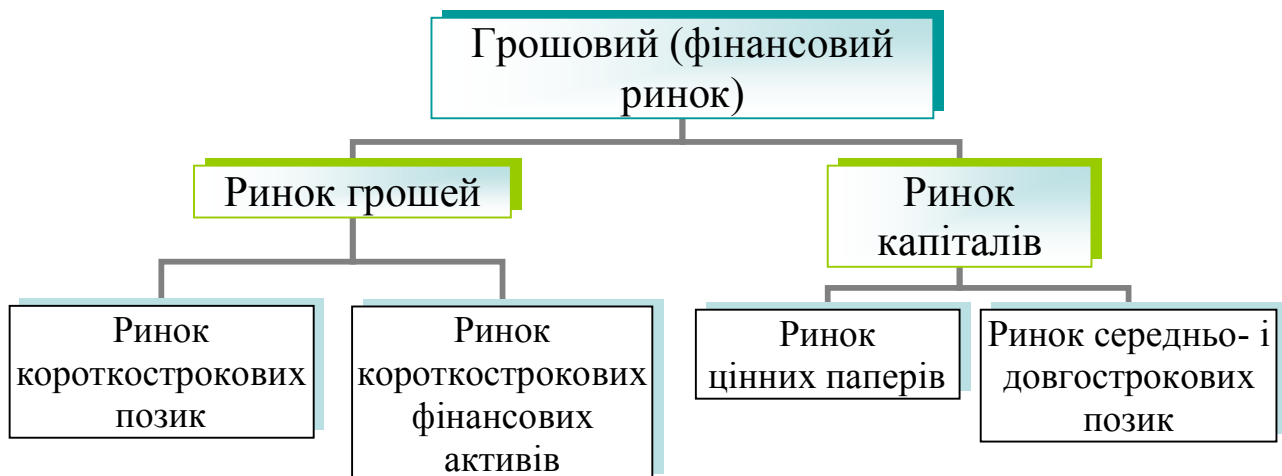 Грошовий (фінансовий
ринок)
Ринок грошей
Ринок
капіталів
Ринок
короткострокових
позик
Ринок
короткострокових
фінансових
активів
Ринок
цінних паперів
Ринок середньо- і
довгострокових
позик